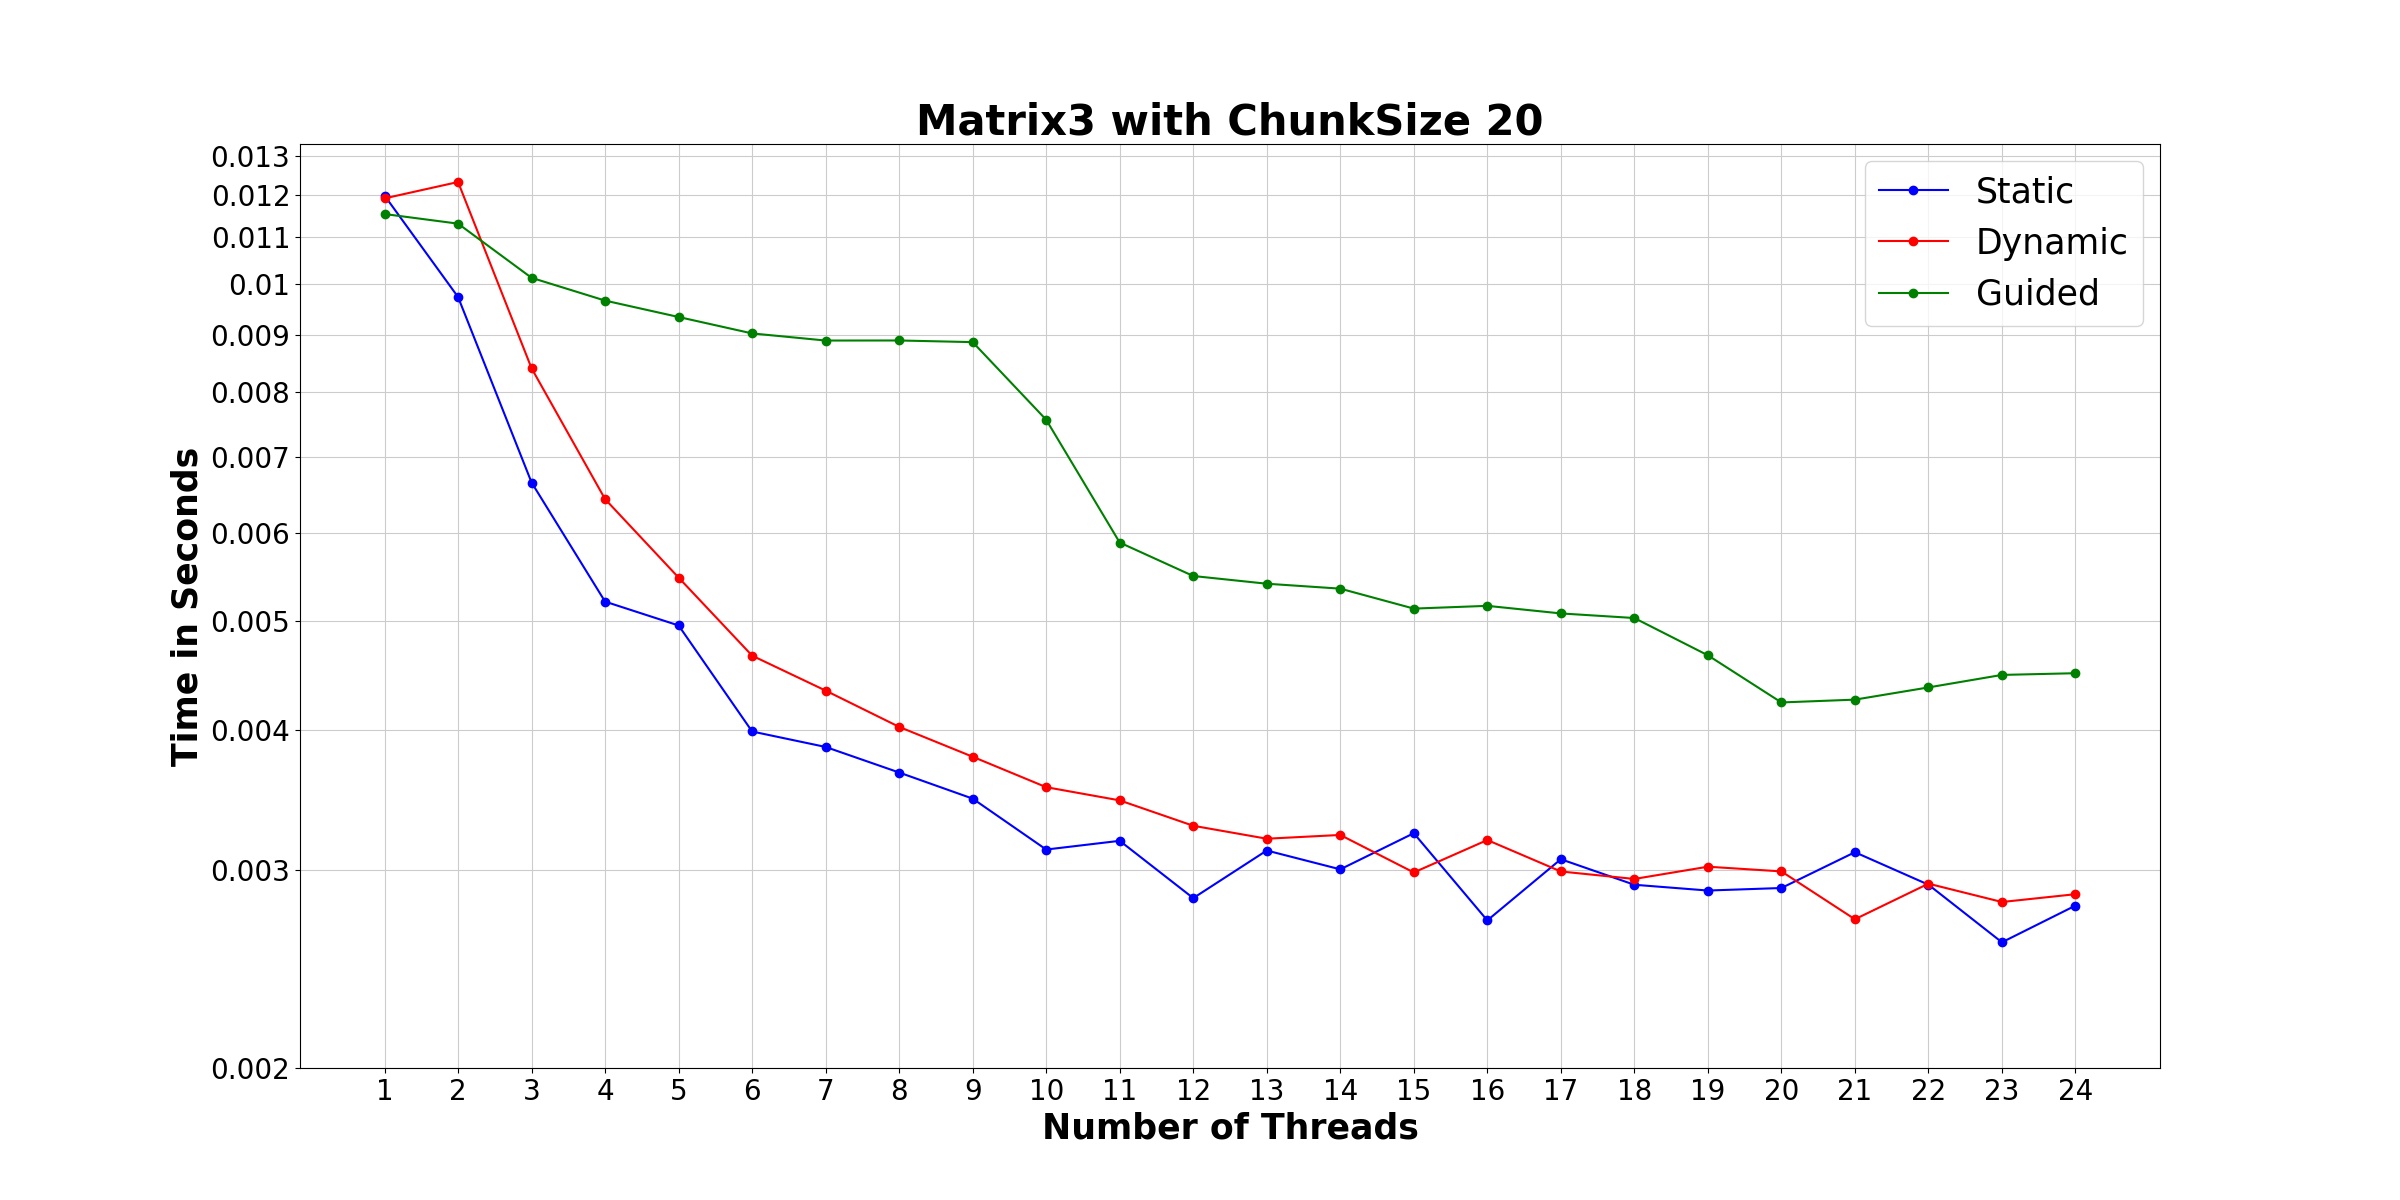 Matrix3 with ChunkSize 20
0.013
0.012
0.011
0.01
0.009
0.008
0.007
0.006
0.005
0.004
0.003
0.002
Time in Seconds
Static
Dynamic
Guided
1 2 3 4 5 6 7 8 9 10 11 12 13 14 15 16 17 18 19 20 21 22 23 24
Number of Threads